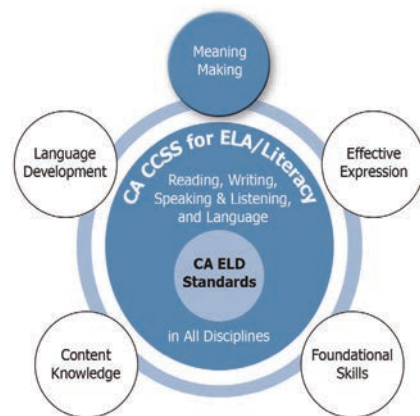 Meaning
Making
Language
Development
Effective
Expression
CA CCSS for ELA/Literacy
Reading, Writing,
Speaking & Listening,
and Language
CA ELD
Standards
in All Disciplines
Content
Knowledge
Foundational
Skills